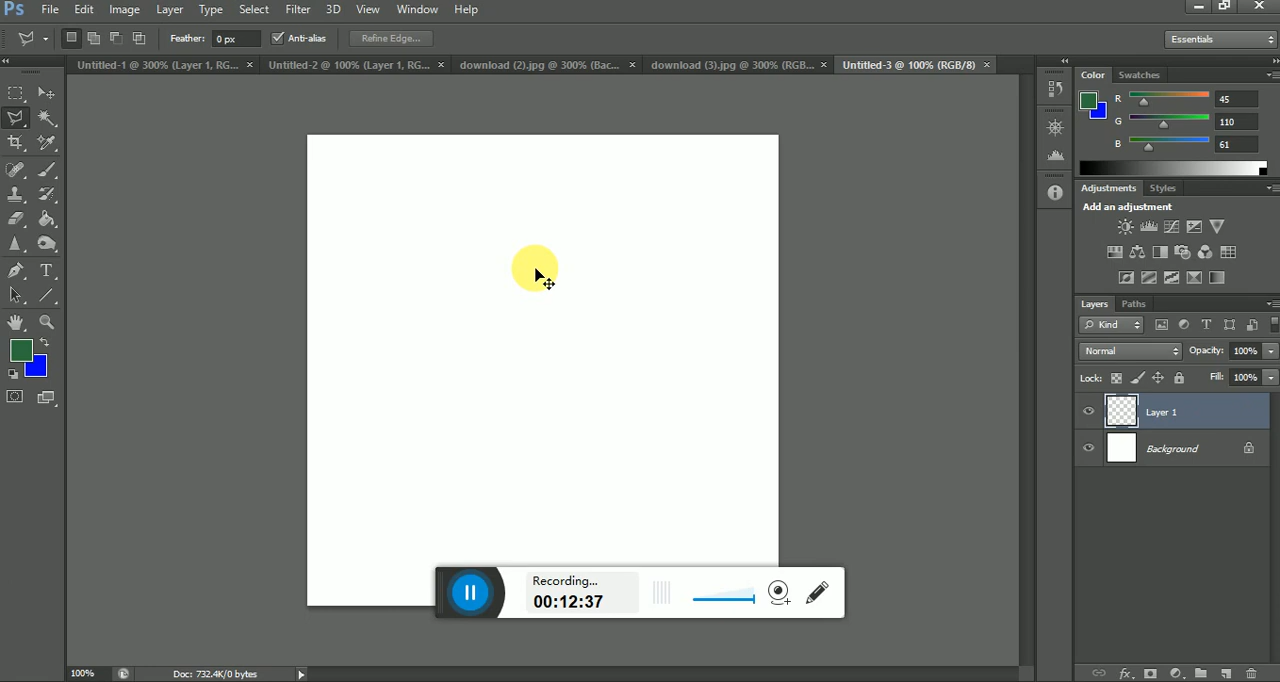 Ps File Edit Image Layer Type Select Filter 3D View Window Help
Feather: 0 px Anti-alias Refine Edge... Essentials
Untitled-1 @ 300% (Layer 1, RG... Untitled-2 @ 100% (Layer 1, RG... download (2).jpg @ 300% (Bac... download (3).jpg @ 300% (RGB... Untitled-3 @ 100% (RGB/8)
Color Swatches
R 45
G 110
B 61
Adjustments Styles
Add an adjustment
Layers Paths
Kind
Normal Opacity: 100%
Lock: Fill: 100%
Layer 1
Background
Recording...
00:12:37
100% Doc: 732.4K/0 bytes
fx